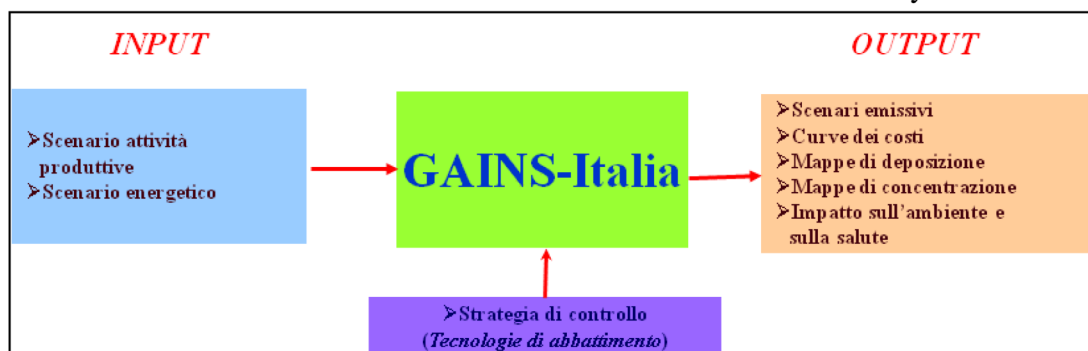 INPUT
OUTPUT
➢Scenario attività
produttive
➢Scenario energetico
GAINS-Italia
➢Scenari emissivi
➢Curve dei costi
➢Mappe di deposizione
➢Mappe di concentrazione
➢Impatto sull'ambiente e
sulla salute
➢Strategia di controllo
(Tecnologie di abbattimento)